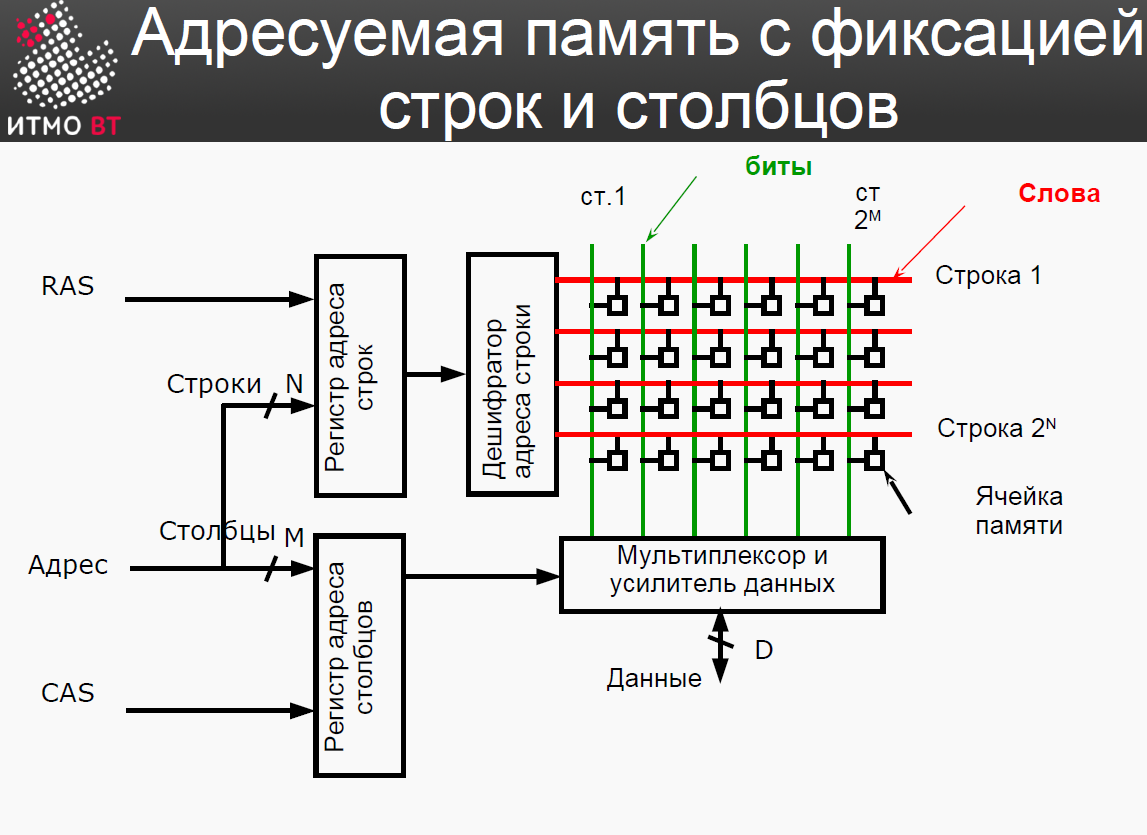 Адресуемая память с фиксацией
строк и столбцов
ИТМО ВТ
биты
Слова
ст.1
ст
2ᴹ
RAS
Строка 1
Регистр адреса
строк
Дешифратор
адреса строки
Строки N
Строка 2ᴺ
Столбцы M
Ячейка
памяти
Адрес
Мультиплексор и
усилитель данных
Регистр адреса
столбцов
D
Данные
CAS